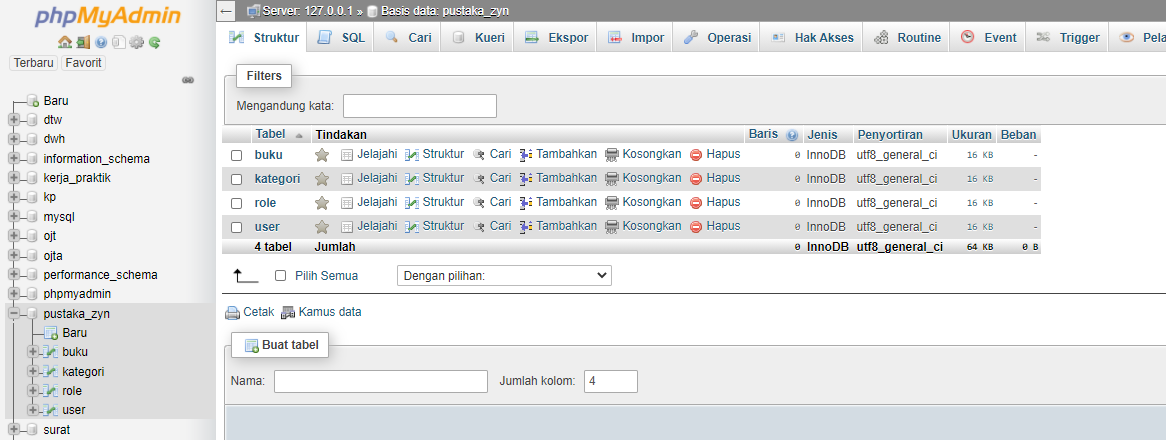 phpMyAdmin
Terbaru Favorit
Baru
dtw
dwh
information_schema
kerja_praktik
kp
mysql
ojt
ojta
performance_schema
phpmyadmin
pustaka_zyn
Baru
buku
kategori
role
user
surat
Server: 127.0.0.1 » Basis data: pustaka_zyn
Struktur SQL Cari Kueri Ekspor Impor Operasi Hak Akses Routine Event Trigger Pela
Filters
Mengandung kata:
Tabel Tindakan Baris Jenis Penyortiran Ukuran Beban
buku Jelajahi Struktur Cari Tambahkan Kosongkan Hapus 0 InnoDB utf8_general_ci 16 KB -
kategori Jelajahi Struktur Cari Tambahkan Kosongkan Hapus 0 InnoDB utf8_general_ci 16 KB -
role Jelajahi Struktur Cari Tambahkan Kosongkan Hapus 0 InnoDB utf8_general_ci 16 KB -
user Jelajahi Struktur Cari Tambahkan Kosongkan Hapus 0 InnoDB utf8_general_ci 16 KB -
4 tabel Jumlah 0 InnoDB utf8_general_ci 64 KB 0 B
Pilih Semua Dengan pilihan:
Cetak Kamus data
Buat tabel
Nama: Jumlah kolom: 4